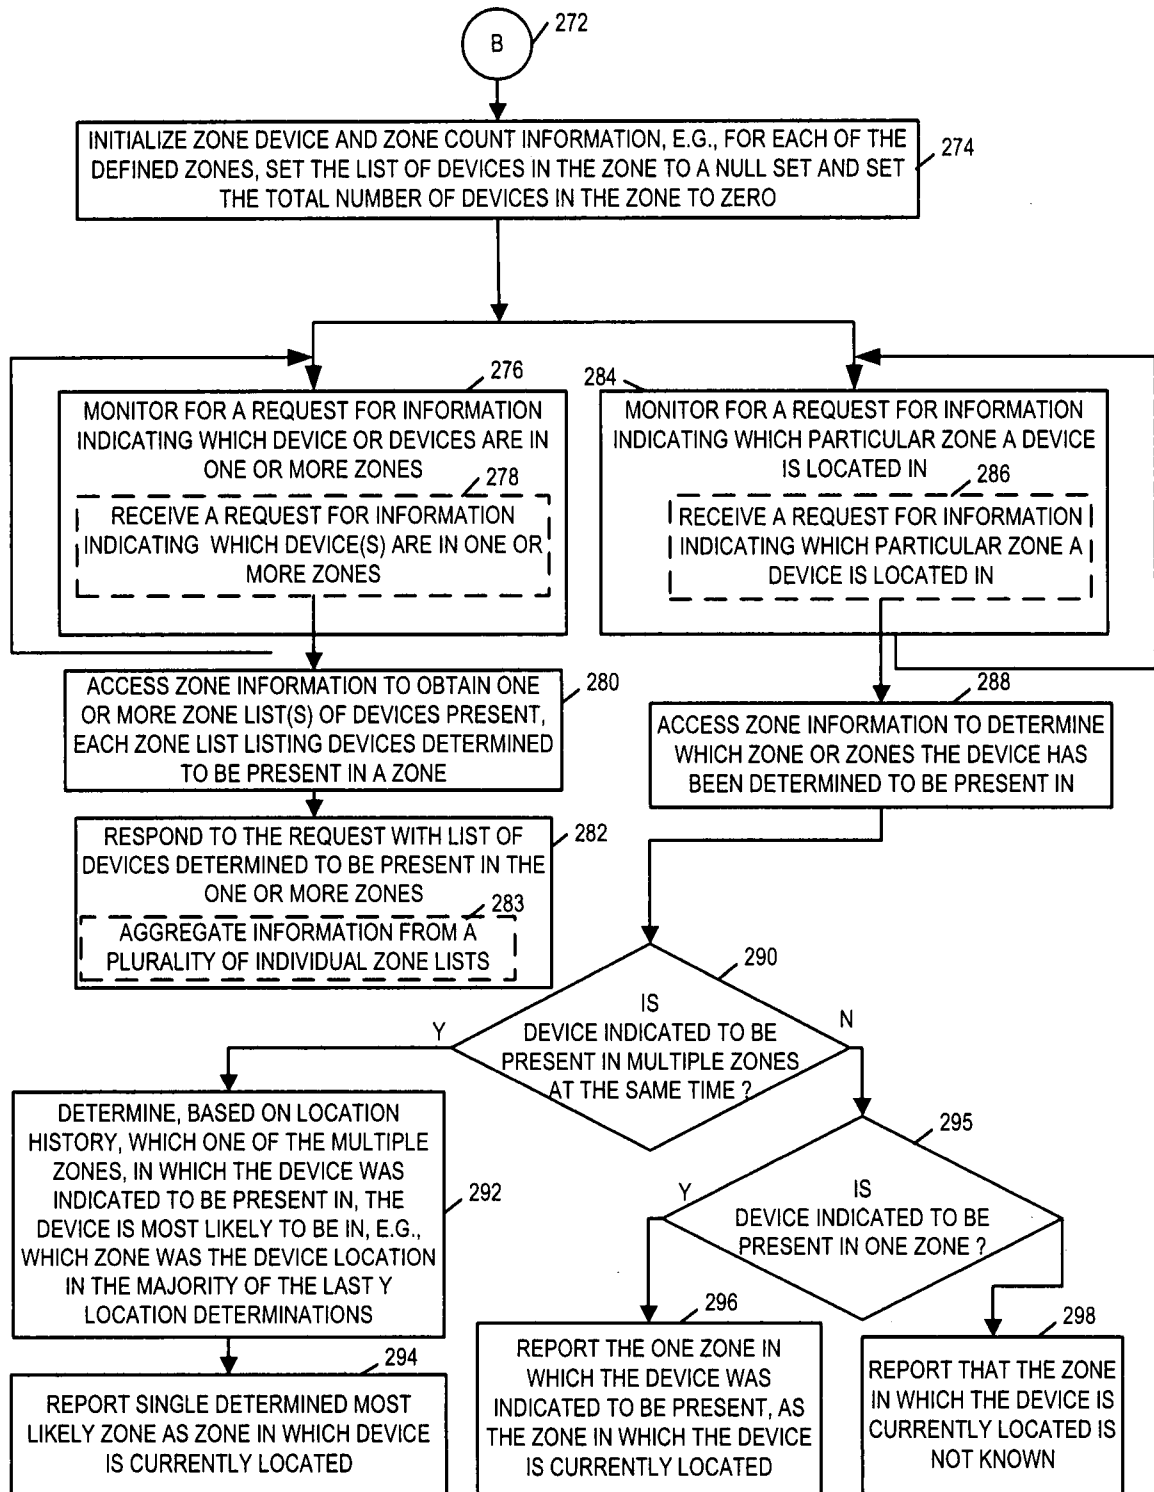 B
272
INITIALIZE ZONE DEVICE AND ZONE COUNT INFORMATION, E.G., FOR EACH OF THE
DEFINED ZONES, SET THE LIST OF DEVICES IN THE ZONE TO A NULL SET AND SET
THE TOTAL NUMBER OF DEVICES IN THE ZONE TO ZERO
274
276
MONITOR FOR A REQUEST FOR INFORMATION
INDICATING WHICH DEVICE OR DEVICES ARE IN
ONE OR MORE ZONES
278
RECEIVE A REQUEST FOR INFORMATION
INDICATING WHICH DEVICE(S) ARE IN ONE OR
MORE ZONES
284
MONITOR FOR A REQUEST FOR INFORMATION
INDICATING WHICH PARTICULAR ZONE A DEVICE
IS LOCATED IN
286
RECEIVE A REQUEST FOR INFORMATION
INDICATING WHICH PARTICULAR ZONE A
DEVICE IS LOCATED IN
280
ACCESS ZONE INFORMATION TO OBTAIN ONE
OR MORE ZONE LIST(S) OF DEVICES PRESENT,
EACH ZONE LIST LISTING DEVICES DETERMINED
TO BE PRESENT IN A ZONE
288
ACCESS ZONE INFORMATION TO DETERMINE
WHICH ZONE OR ZONES THE DEVICE HAS
BEEN DETERMINED TO BE PRESENT IN
282
RESPOND TO THE REQUEST WITH LIST OF
DEVICES DETERMINED TO BE PRESENT IN THE
ONE OR MORE ZONES
283
AGGREGATE INFORMATION FROM A
PLURALITY OF INDIVIDUAL ZONE LISTS
290
IS
DEVICE INDICATED TO BE
PRESENT IN MULTIPLE ZONES
AT THE SAME TIME ?
Y
N
DETERMINE, BASED ON LOCATION
HISTORY, WHICH ONE OF THE MULTIPLE
ZONES, IN WHICH THE DEVICE WAS
INDICATED TO BE PRESENT IN, THE
DEVICE IS MOST LIKELY TO BE IN, E.G.,
WHICH ZONE WAS THE DEVICE LOCATION
IN THE MAJORITY OF THE LAST Y
LOCATION DETERMINATIONS
292
295
IS
DEVICE INDICATED TO BE
PRESENT IN ONE ZONE ?
Y
294
REPORT SINGLE DETERMINED MOST
LIKELY ZONE AS ZONE IN WHICH DEVICE
IS CURRENTLY LOCATED
296
REPORT THE ONE ZONE IN
WHICH THE DEVICE WAS
INDICATED TO BE PRESENT, AS
THE ZONE IN WHICH THE DEVICE
IS CURRENTLY LOCATED
298
REPORT THAT THE ZONE
IN WHICH THE DEVICE IS
CURRENTLY LOCATED IS
NOT KNOWN